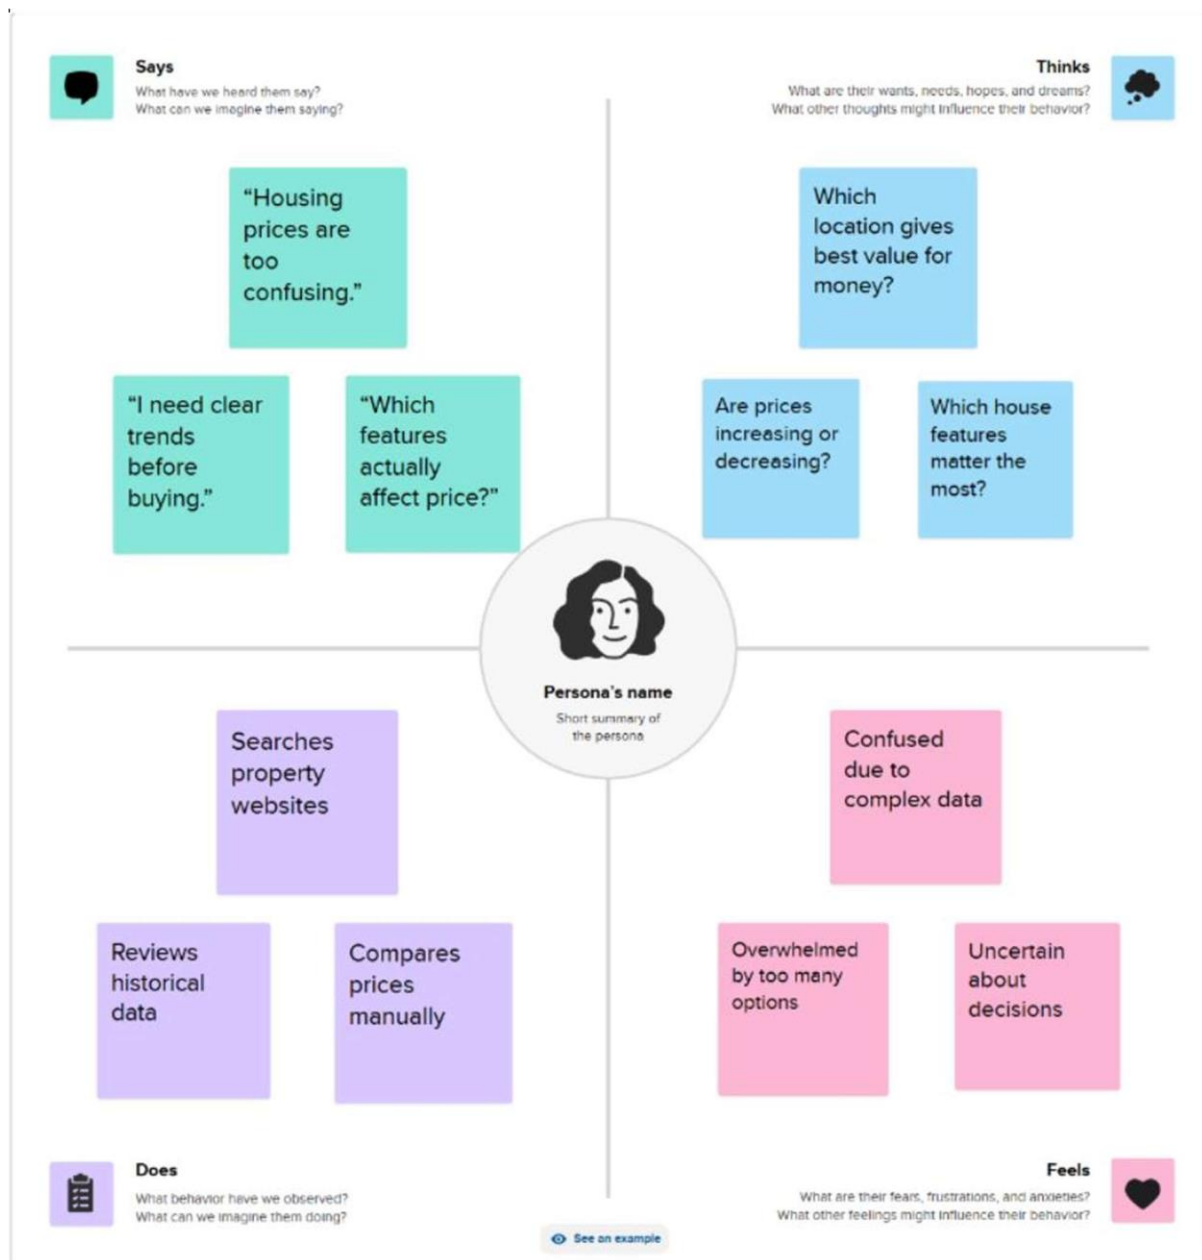 Says
What have we heard them say?
What can we imagine them saying?
Thinks
What are their wants, needs, hopes, and dreams?
What other thoughts might influence their behavior?
“Housing
prices are
too
confusing.”
“I need clear
trends
before
buying.”
“Which
features
actually
affect price?”
Which
location gives
best value for
money?
Are prices
increasing or
decreasing?
Which house
features
matter the
most?
Persona’s name
Short summary of
the persona
Searches
property
websites
Reviews
historical
data
Compares
prices
manually
Confused
due to
complex data
Overwhelmed
by too many
options
Uncertain
about
decisions
Does
What behavior have we observed?
What can we imagine them doing?
Feels
What are their fears, frustrations, and anxieties?
What other feelings might influence their behavior?
See an example